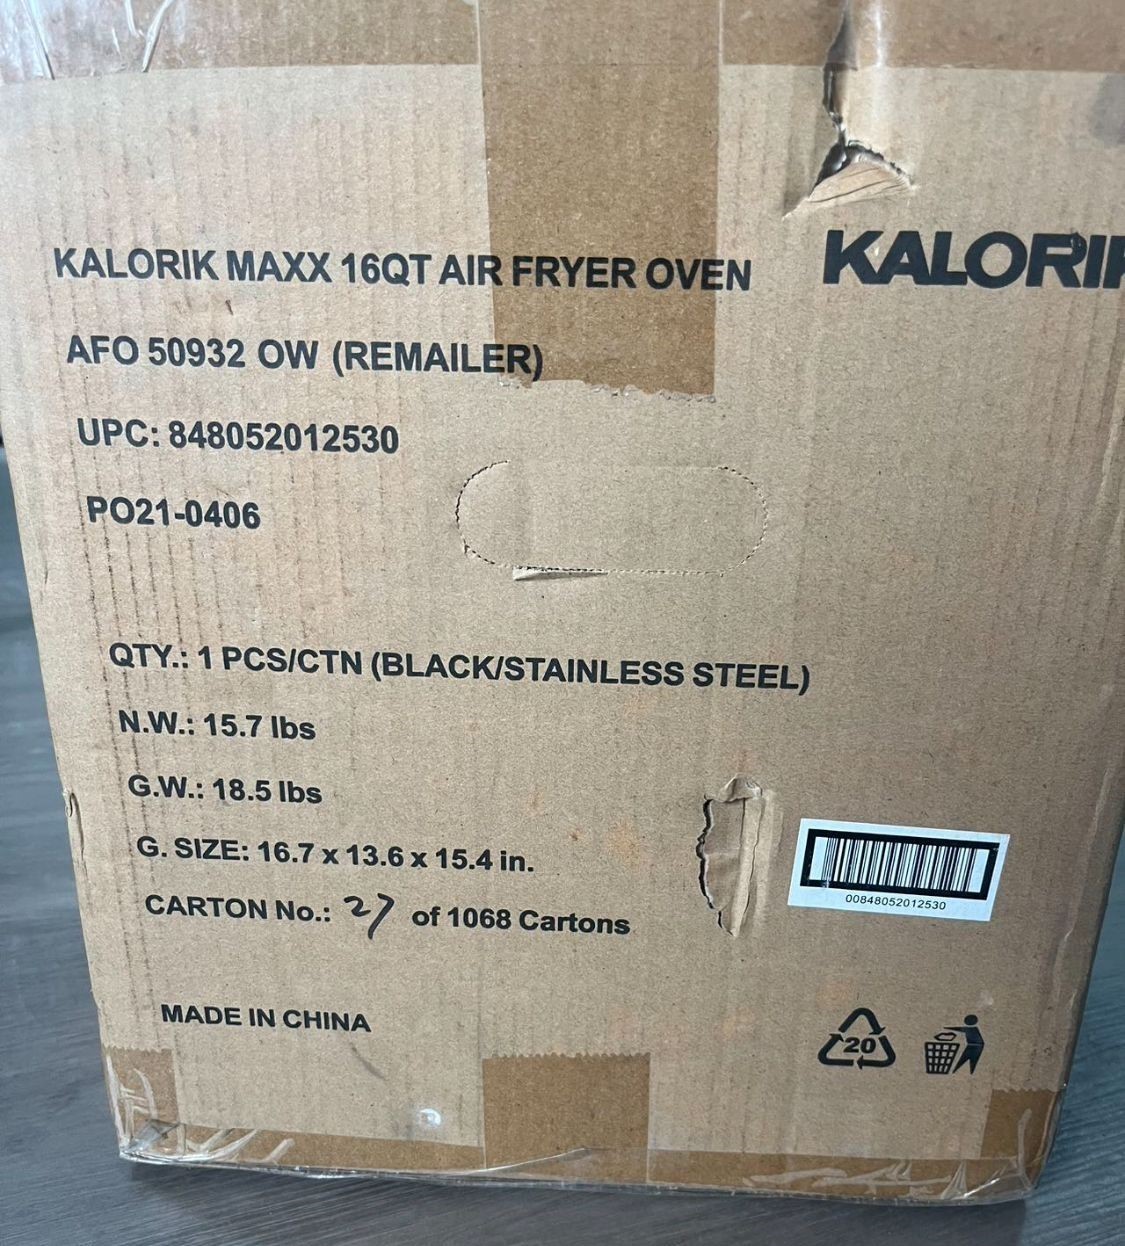 KALORIK MAXX 16QT AIR FRYER OVEN
KALORIK
AFO 50932 OW (REMAILER)
UPC: 848052012530
PO21-0406
QTY.: 1 PCS/CTN (BLACK/STAINLESS STEEL)
N.W.: 15.7 lbs
G.W.: 18.5 lbs
G. SIZE: 16.7 x 13.6 x 15.4 in.
CARTON No.: 27 of 1068 Cartons
00848052012530
MADE IN CHINA
20